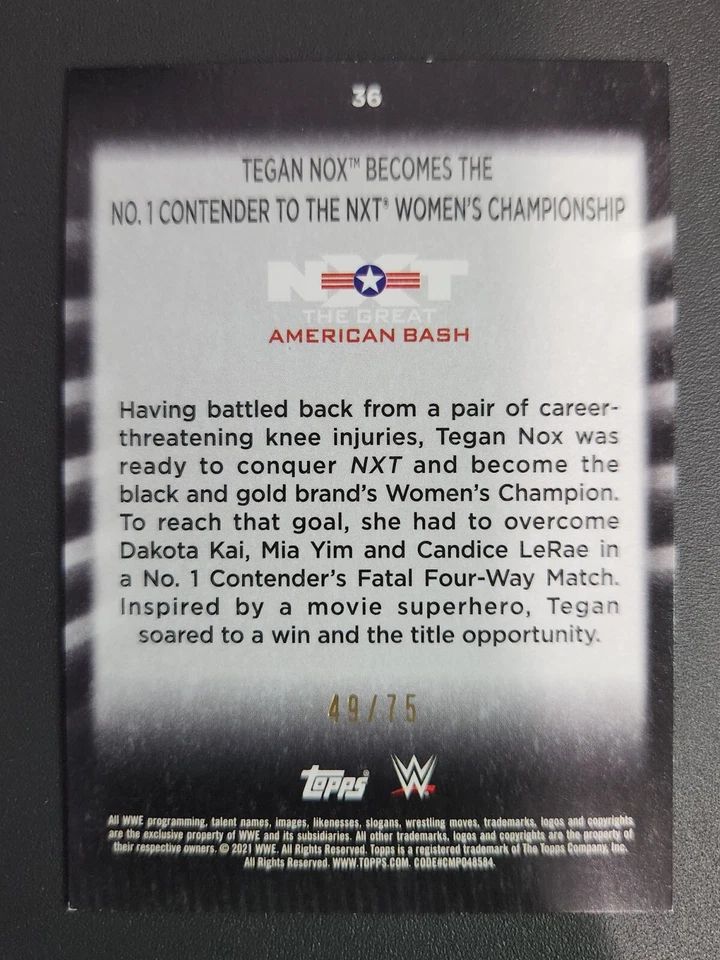 36
TEGAN NOX™ BECOMES THE
NO. 1 CONTENDER TO THE NXT® WOMEN'S CHAMPIONSHIP
NXT
THE GREAT
AMERICAN BASH
Having battled back from a pair of career-
threatening knee injuries, Tegan Nox was
ready to conquer NXT and become the
black and gold brand's Women's Champion.
To reach that goal, she had to overcome
Dakota Kai, Mia Yim and Candice LeRae in
a No. 1 Contender's Fatal Four-Way Match.
Inspired by a movie superhero, Tegan
soared to a win and the title opportunity.
49/75
topps® W
All WWE programming, talent names, images, likenesses, slogans, wrestling moves, trademarks, logos and copyrights
are the exclusive property of WWE and its subsidiaries. All other trademarks, logos and copyrights are the property of
their respective owners. © 2021 WWE. All Rights Reserved. Topps is a registered trademark of The Topps Company, Inc.
All Rights Reserved. WWW.TOPPS.COM. CODE#CMP048584.